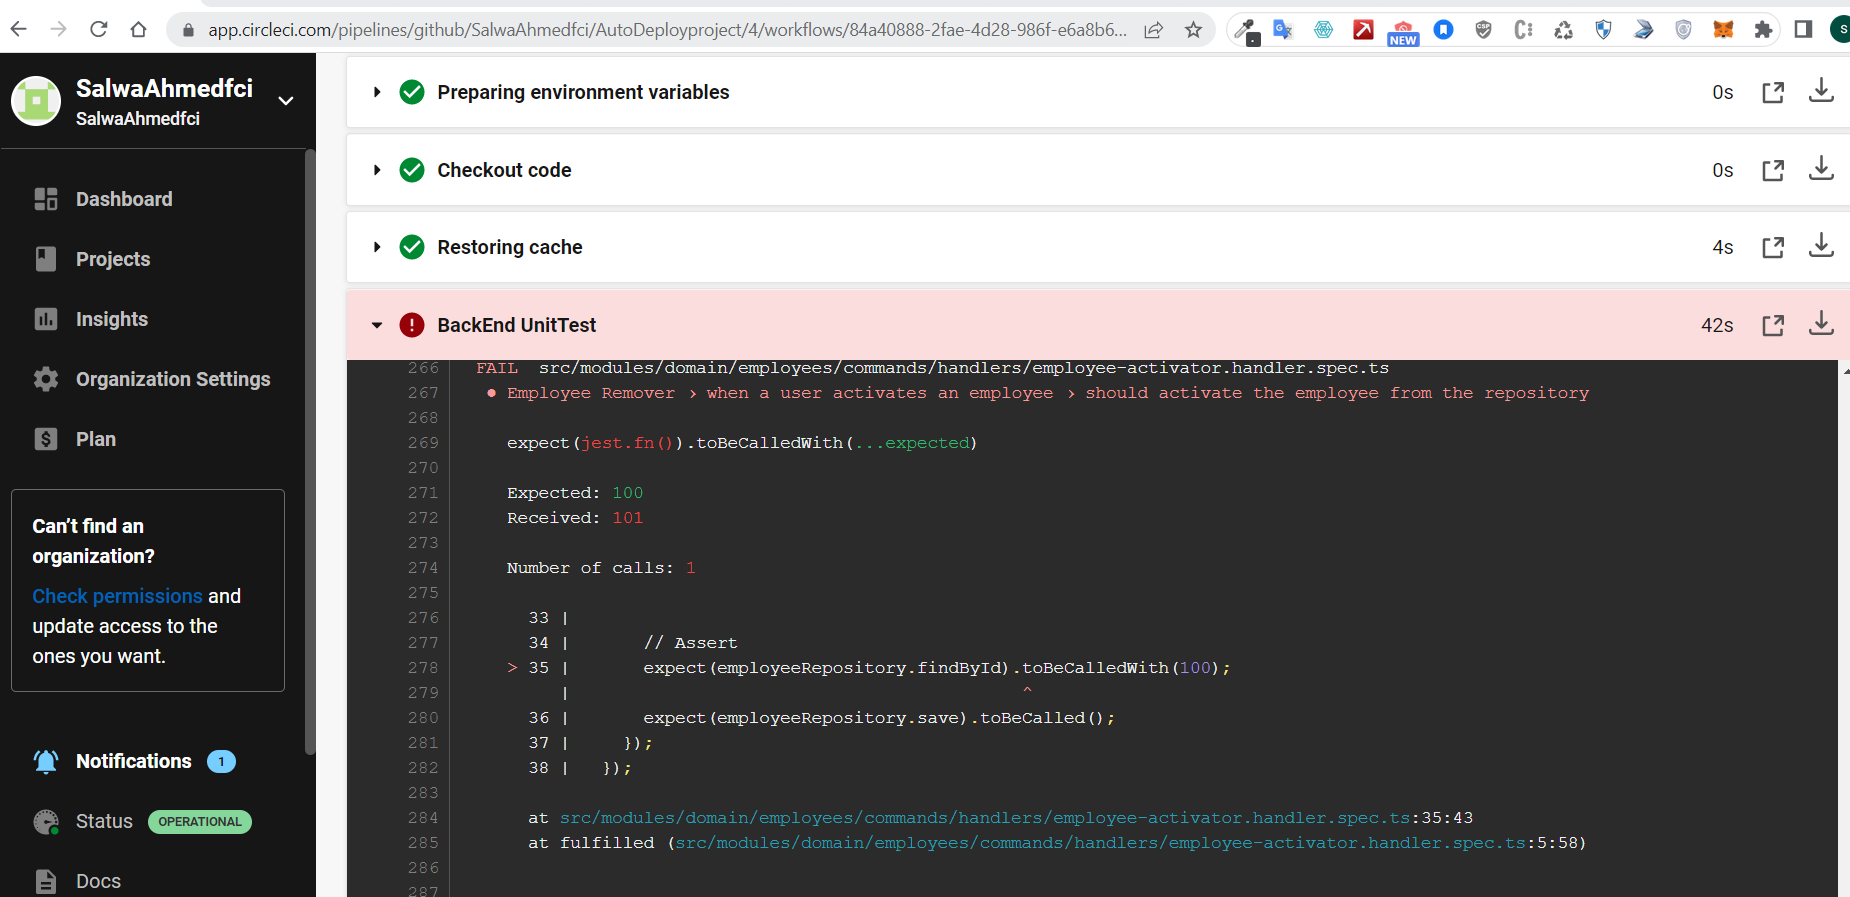 app.circleci.com/pipelines/github/SalwaAhmedfci/AutoDeployproject/4/workflows/84a40888-2fae-4d28-986f-e6a8b6...
NEW
S
SalwaAhmedfci
SalwaAhmedfci
Dashboard
Projects
Insights
Organization Settings
Plan
Can’t find an
organization?
Check permissions and
update access to the
ones you want.
Notifications 1
Status OPERATIONAL
Docs
Preparing environment variables 0s
Checkout code 0s
Restoring cache 4s
BackEnd UnitTest 42s
266 FAIL src/modules/domain/employees/commands/handlers/employee-activator.handler.spec.ts
267 ● Employee Remover › when a user activates an employee › should activate the employee from the repository
268
269 expect(jest.fn()).toBeCalledWith(...expected)
270
271 Expected: 100
272 Received: 101
273
274 Number of calls: 1
275
276 33 |
277 34 | // Assert
278 > 35 | expect(employeeRepository.findById).toBeCalledWith(100);
279 | ^
280 36 | expect(employeeRepository.save).toBeCalled();
281 37 | });
282 38 | });
283
284 at src/modules/domain/employees/commands/handlers/employee-activator.handler.spec.ts:35:43
285 at fulfilled (src/modules/domain/employees/commands/handlers/employee-activator.handler.spec.ts:5:58)
286
287